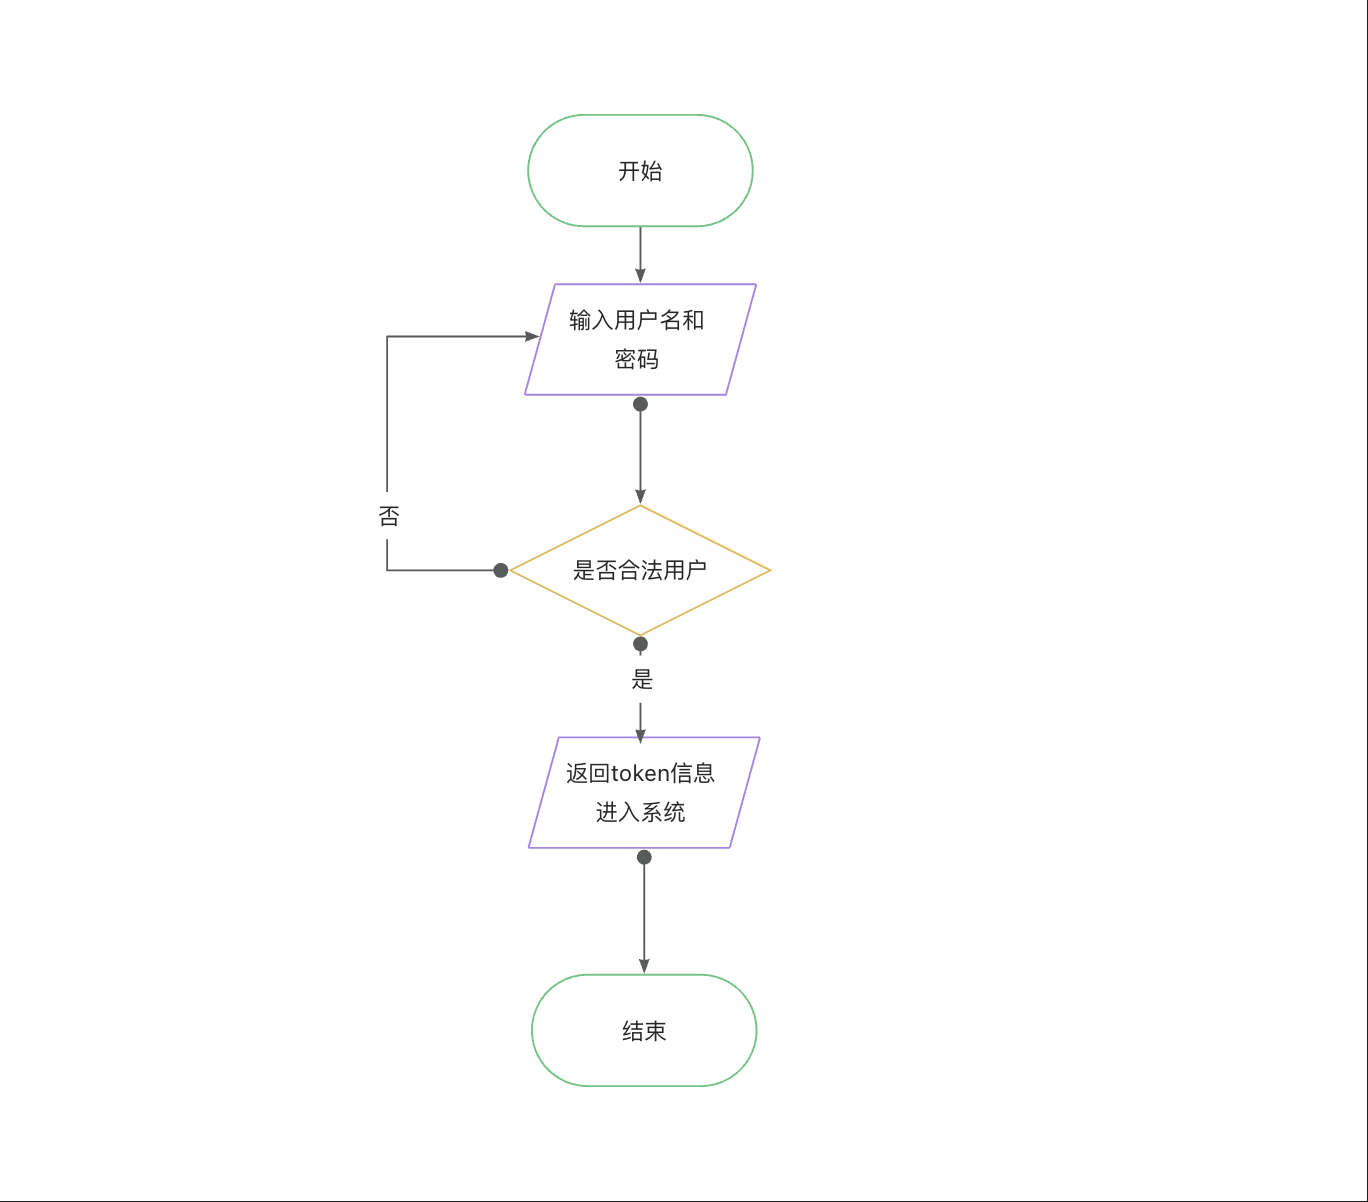 开始
输入用户名和
密码
否
是否合法用户
是
返回token信息
进入系统
结束